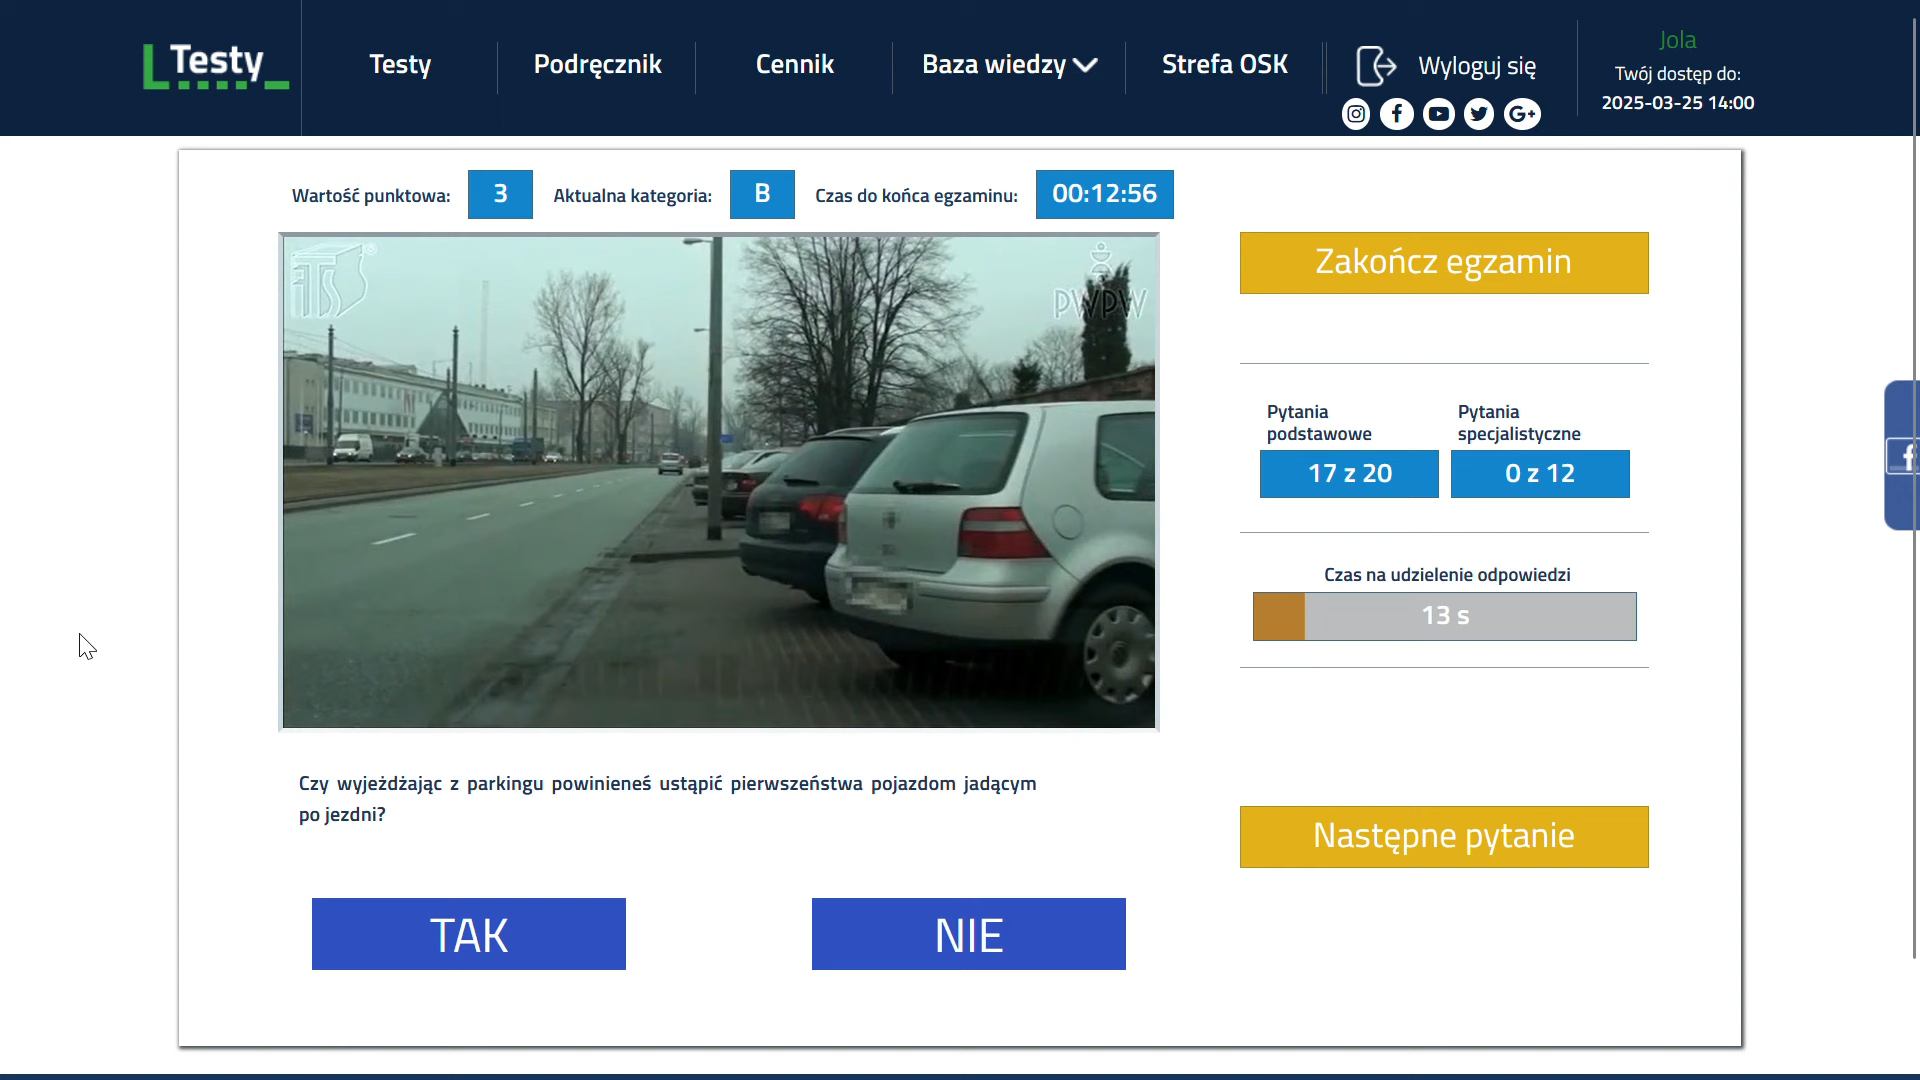 L Testy
Testy
Podręcznik
Cennik
Baza wiedzy
Strefa OSK
Wyloguj się
Jola
Twój dostęp do:
2025-03-25 14:00
Wartość punktowa: 3
Aktualna kategoria: B
Czas do końca egzaminu: 00:12:56
ITS
PWPW
Zakończ egzamin
Pytania podstawowe
17 z 20
Pytania specjalistyczne
0 z 12
Czas na udzielenie odpowiedzi
13 s
Czy wyjeżdżając z parkingu powinieneś ustąpić pierwszeństwa pojazdom jadącym
po jezdni?
Następne pytanie
TAK
NIE